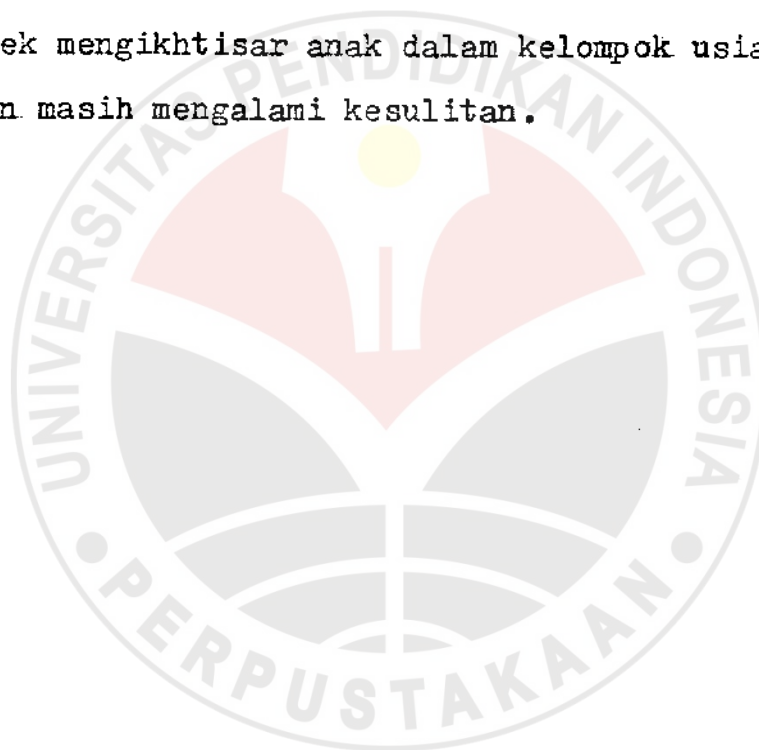 ek mengikhtisar anak dalam kelompok usia
n masih mengalami kesulitan.
UNIVERSITAS PENDIDIKAN INDONESIA
PERPUSTAKAAN